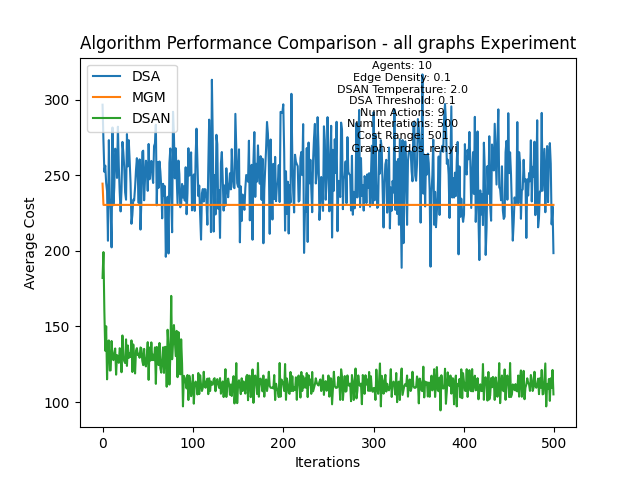 Algorithm Performance Comparison - all graphs Experiment
DSA
MGM
DSAN
Agents: 10
Edge Density: 0.1
DSAN Temperature: 2.0
DSA Threshold: 0.1
Num Actions: 9
Num Iterations: 500
Cost Range: 501
Graph: erdos_renyi
Average Cost
300
250
200
150
100
0
100
200
300
400
500
Iterations